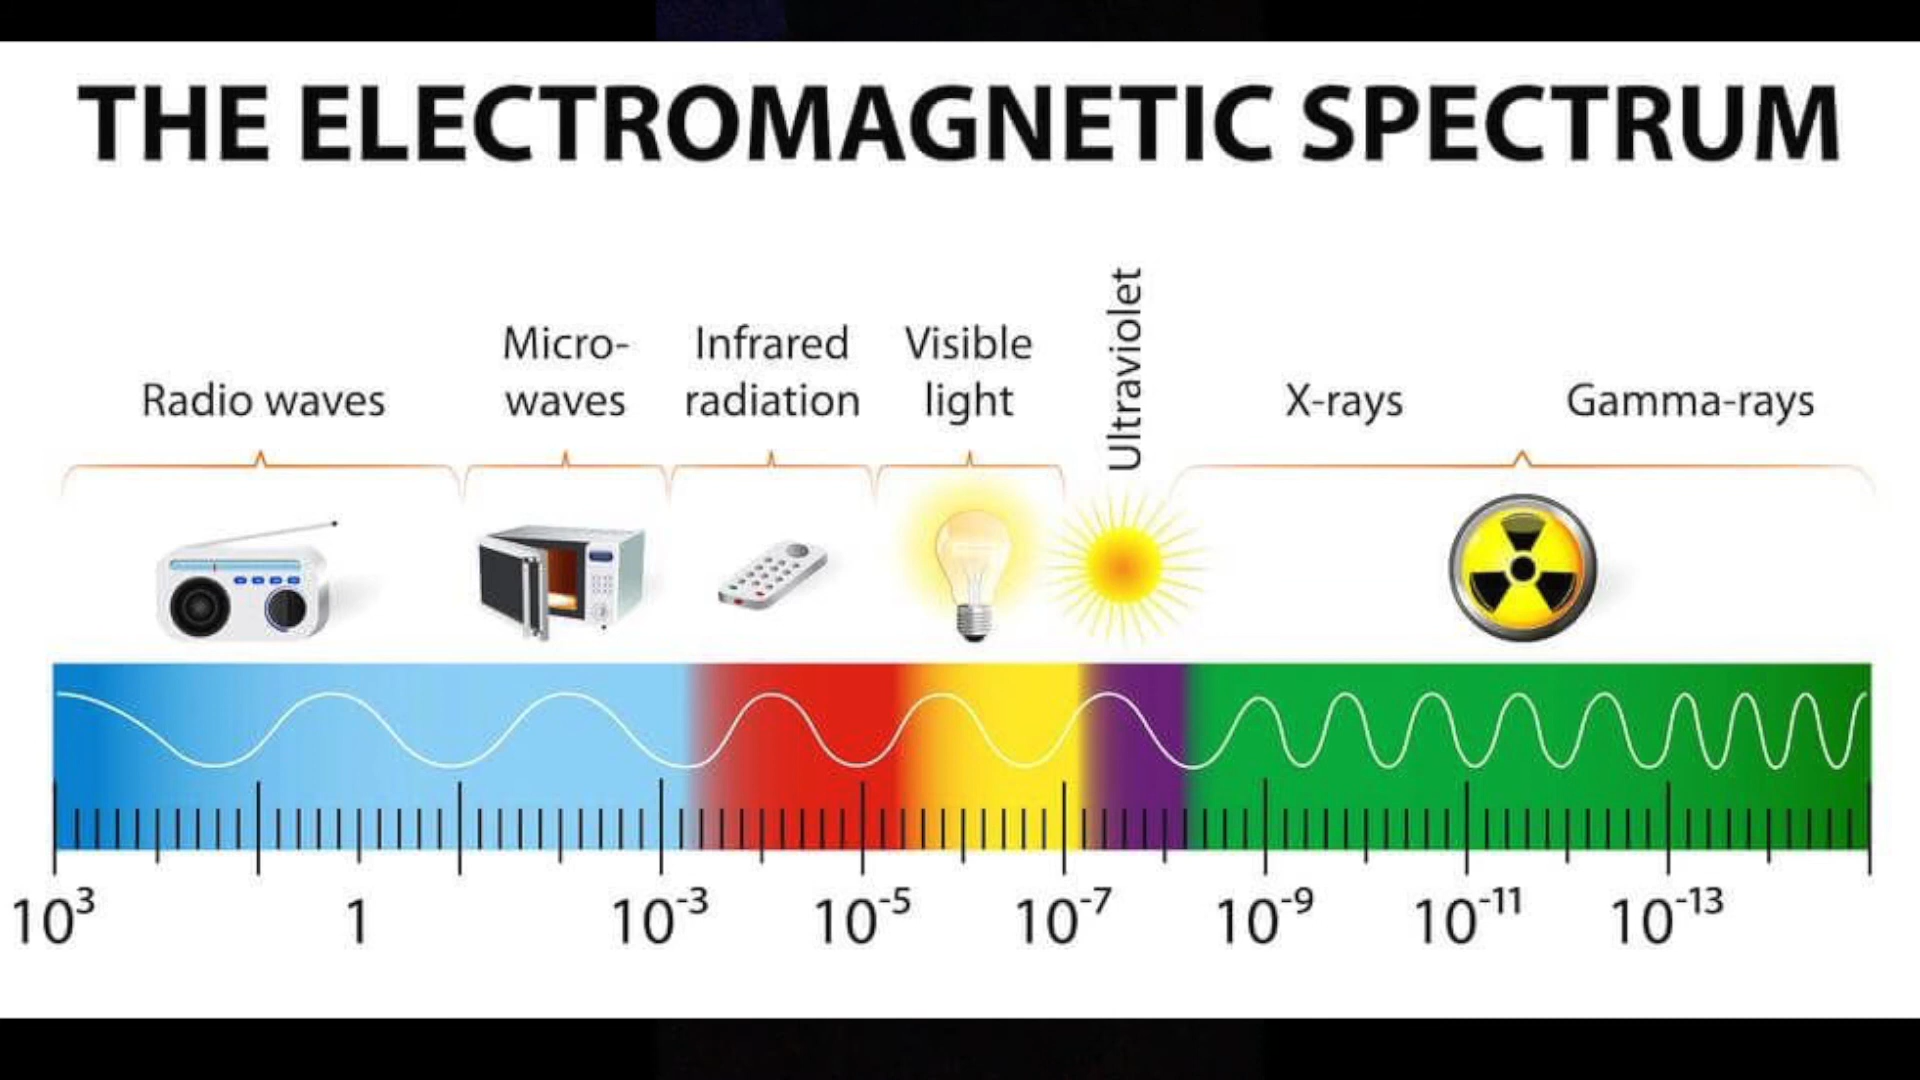 THE ELECTROMAGNETIC SPECTRUM
Radio waves
Micro-
waves
Infrared
radiation
Visible
light
Ultraviolet
X-rays
Gamma-rays
10³
1
10⁻³
10⁻⁵
10⁻⁷
10⁻⁹
10⁻¹¹
10⁻¹³